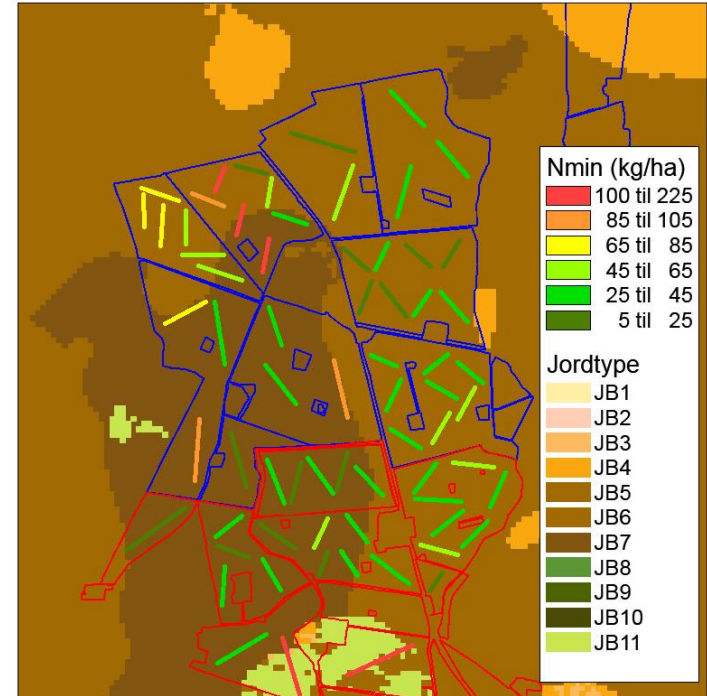 Nmin (kg/ha)
100 til 225
85 til 105
65 til 85
45 til 65
25 til 45
5 til 25
Jordtype
JB1
JB2
JB3
JB4
JB5
JB6
JB7
JB8
JB9
JB10
JB11